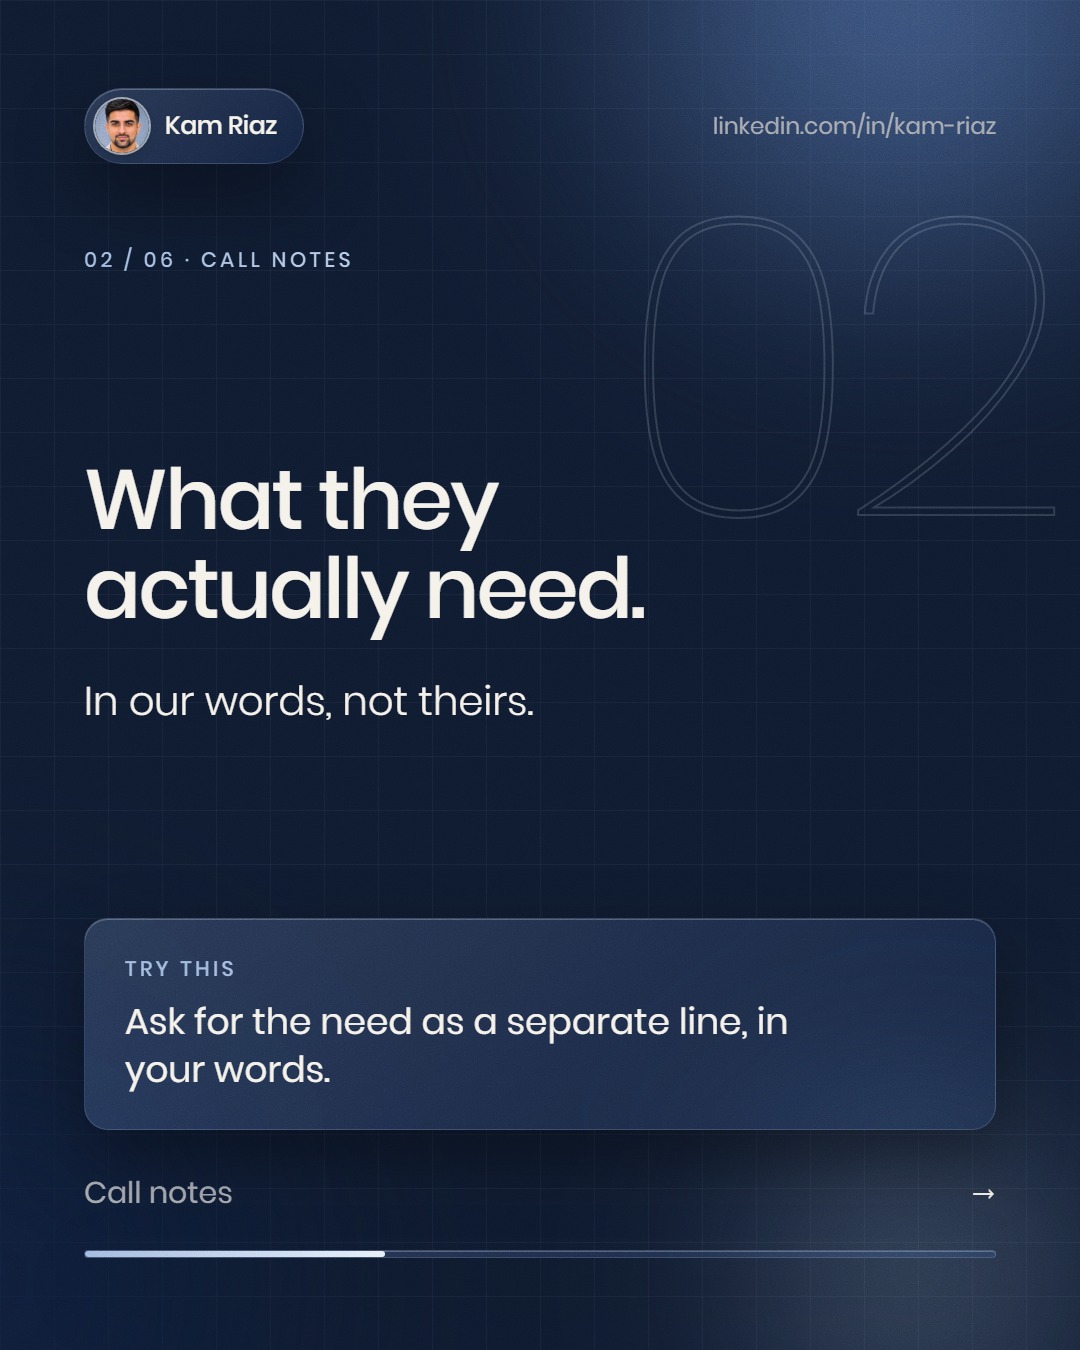 Kam Riaz
linkedin.com/in/kam-riaz
02 / 06 · CALL NOTES
02
What they
actually need.
In our words, not theirs.
TRY THIS
Ask for the need as a separate line, in
your words.
Call notes →